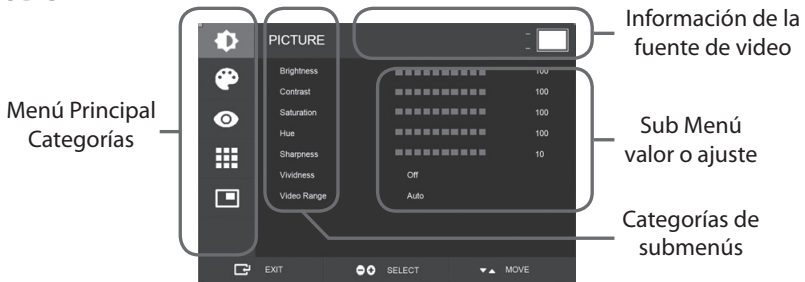 Información de la
fuente de video
Menú Principal
Categorías
PICTURE
Brightness 100
Contrast 100
Saturation 100
Hue 100
Sharpness 10
Vividness Off
Video Range Auto
Sub Menú
valor o ajuste
Categorías de
submenús
EXIT SELECT MOVE